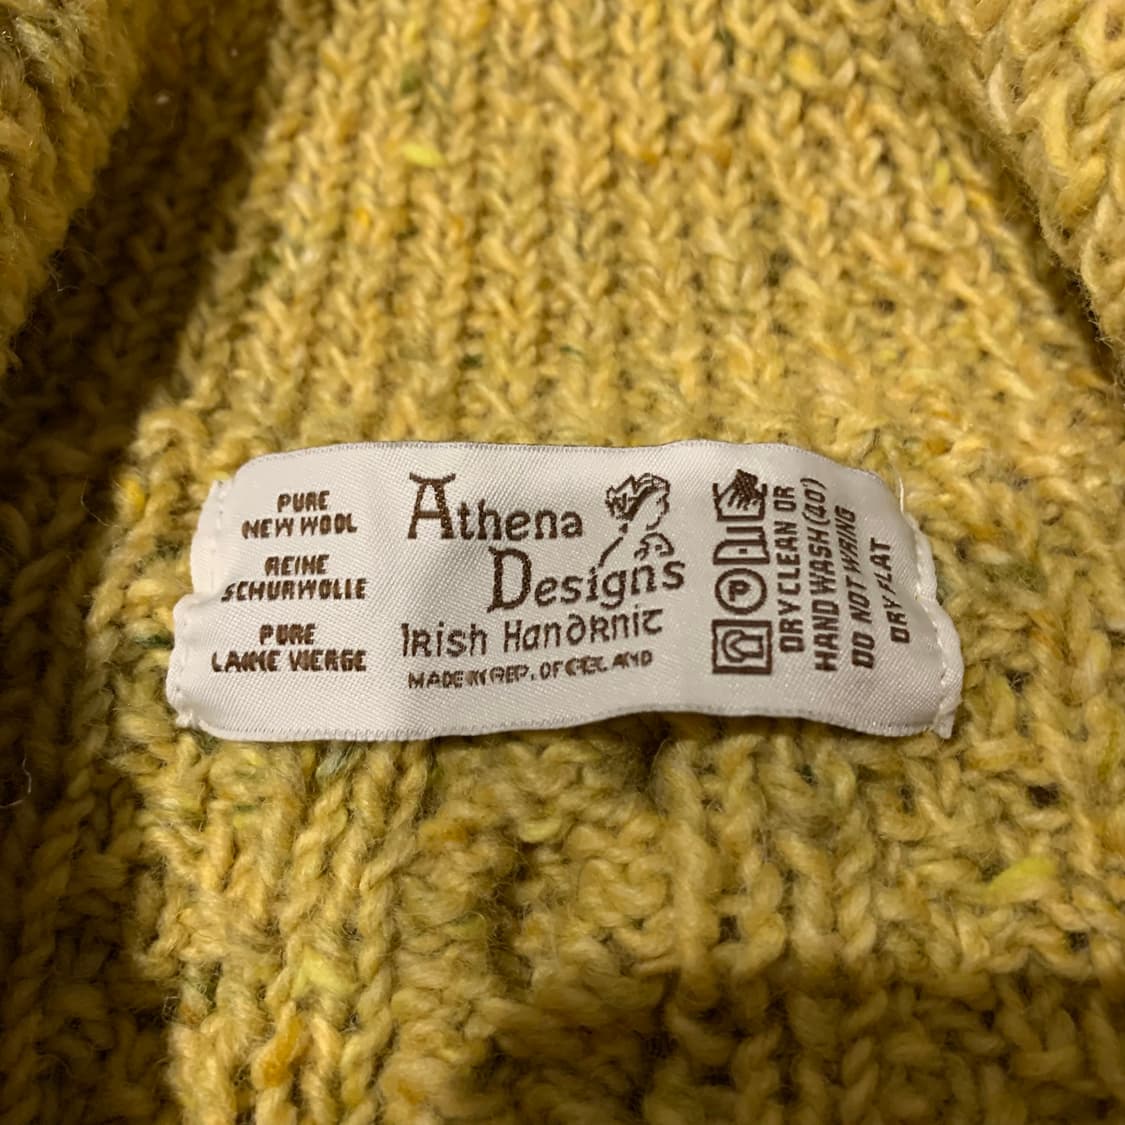 PURE
NEW WOOL
REINE
SCHURWOLLE
PURE
LAINE VIERGE
Athena
Designs
Irish Handknit
MADE IN REP. OF IRELAND
P
DRYCLEAN OR
HAND WASH (40°)
DO NOT WRING
DRY FLAT